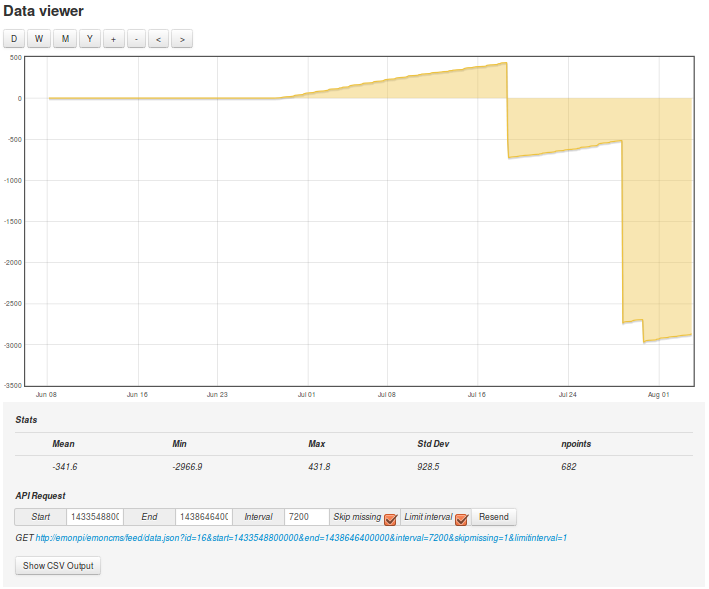 Data viewer
D W M Y + - < >
500
0
-500
-1000
-1500
-2000
-2500
-3000
-3500
Jun 08 Jun 16 Jun 23 Jul 01 Jul 08 Jul 16 Jul 24 Aug 01
Stats
Mean Min Max Std Dev npoints
-341.6 -2966.9 431.8 928.5 682
API Request
Start 1433548800 End 1438646400 Interval 7200 Skip missing Limit interval Resend
GET http://emonpi/emoncms/feed/data.json?id=16&start=1433548800000&end=1438646400000&interval=7200&skipmissing=1&limitinterval=1
Show CSV Output